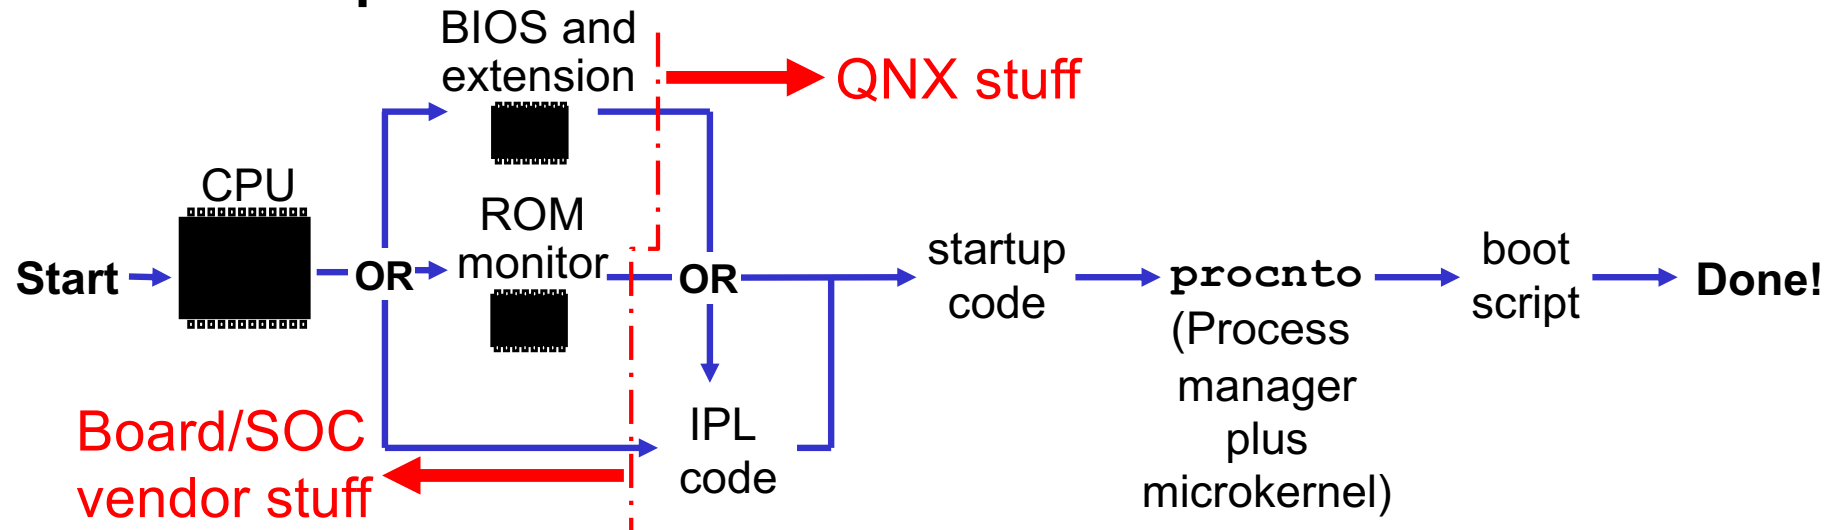 BIOS and
extension
QNX stuff
CPU
ROM
monitor
Start
OR
OR
startup
code
procnto
(Process
manager
plus
microkernel)
boot
script
Done!
Board/SOC
vendor stuff
IPL
code